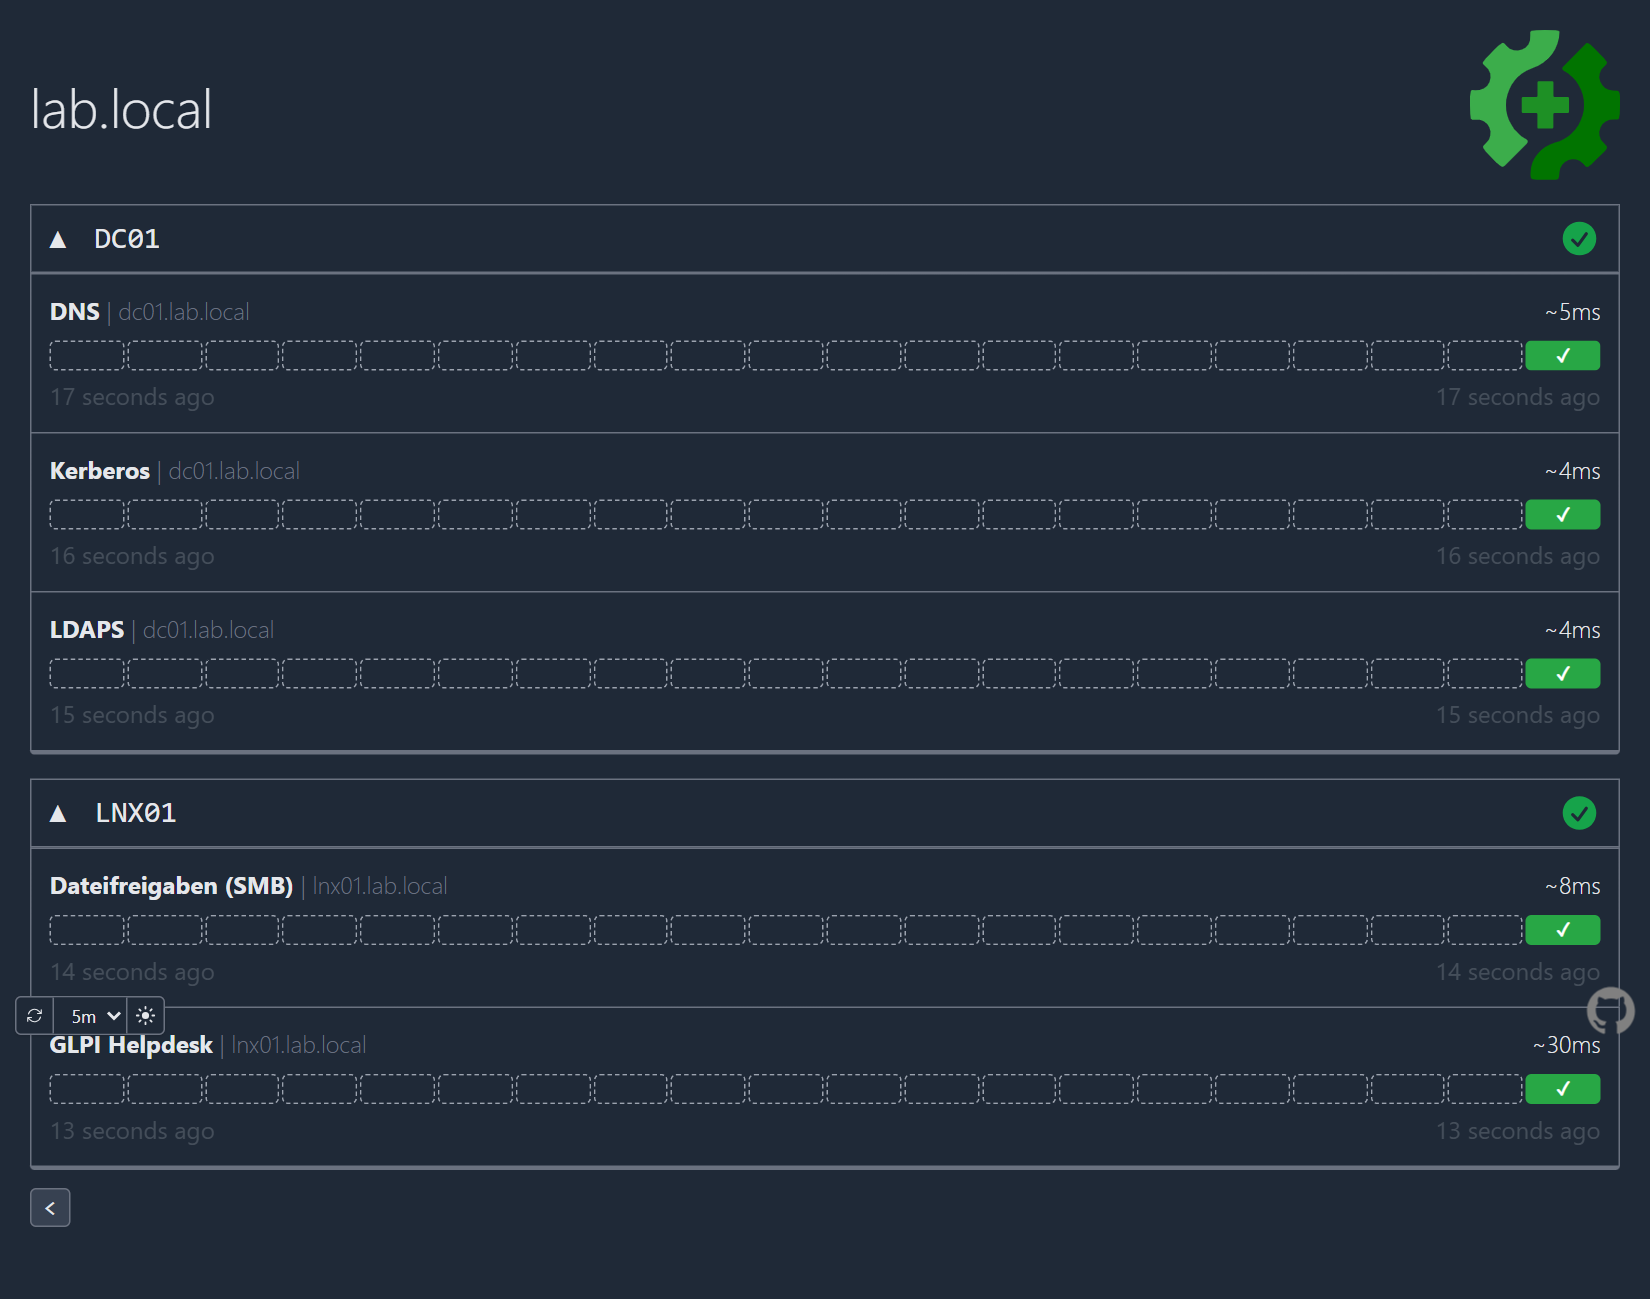 lab.local
▲ DC01
DNS | dc01.lab.local ~5ms
✓
17 seconds ago 17 seconds ago
Kerberos | dc01.lab.local ~4ms
✓
16 seconds ago 16 seconds ago
LDAPS | dc01.lab.local ~4ms
✓
15 seconds ago 15 seconds ago
▲ LNX01
Dateifreigaben (SMB) | lnx01.lab.local ~8ms
✓
14 seconds ago 14 seconds ago
5m
GLPI Helpdesk | lnx01.lab.local ~30ms
✓
13 seconds ago 13 seconds ago
<